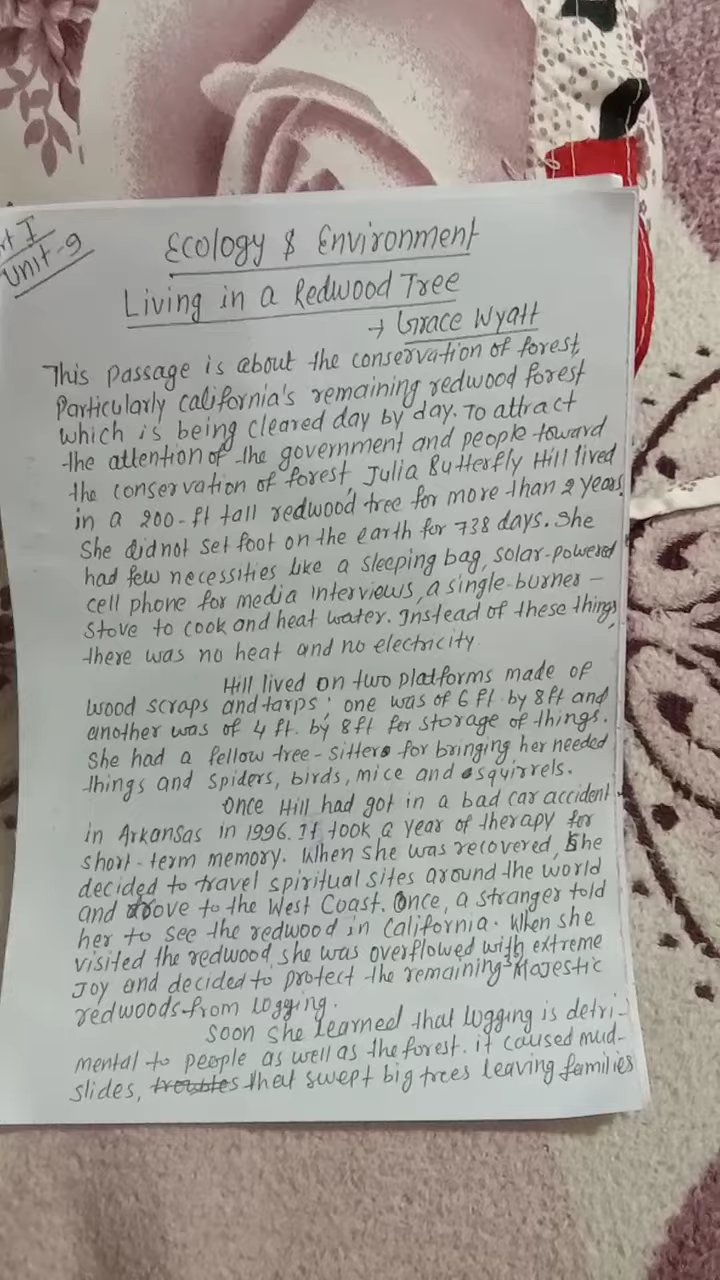 rt I
Unit-9
Ecology & Environment
Living in a Redwood Tree
→ Grace Wyatt
This passage is about the conservation of forest,
Particularly california's remaining redwood forest
which is being cleared day by day. To attract
the attention of the government and people toward
the conservation of forest, Julia Butterfly Hill lived
in a 200-ft tall redwood tree for more than 2 years.
She did not set foot on the earth for 738 days. She
had few necessities like a sleeping bag, solar-powered
cell phone for media interviews, a single-burner -
stove to cook and heat water. Instead of these things,
there was no heat and no electricity.
Hill lived on two platforms made of
wood scraps and tarps; one was of 6 ft by 8ft and
another was of 4 ft. by 8ft for storage of things.
She had a fellow tree-sitters for bringing her needed
things and spiders, birds, mice and squirrels.
Once Hill had got in a bad car accident
in Arkansas in 1996. It took a year of therapy for
short-term memory. When she was recovered, She
decided to travel spiritual sites around the world
and drove to the West Coast. Once, a stranger told
her to see the redwood in California. When she
visited the redwood, she was overflowed with extreme
Joy and decided to protect the remaining Majestic
redwoods from logging.
Soon she learned that logging is detri-
mental to people as well as the forest. it caused mud-
slides, troubles that swept big trees leaving families